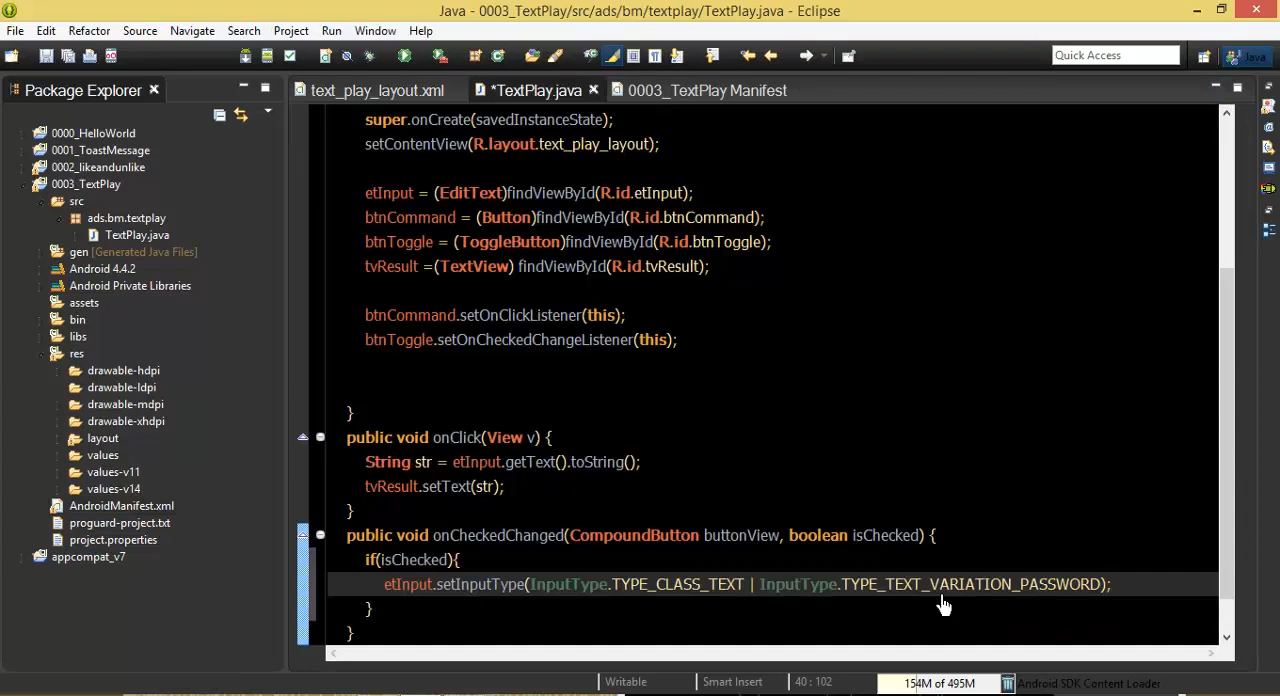 Java - 0003_TextPlay/src/ads/bm/textplay/TextPlay.java - Eclipse
File Edit Refactor Source Navigate Search Project Run Window Help
Quick Access
Java
Package Explorer
text_play_layout.xml
*TextPlay.java
0003_TextPlay Manifest
0000_HelloWorld
0001_ToastMessage
0002_likeandunlike
0003_TextPlay
src
ads.bm.textplay
TextPlay.java
gen [Generated Java Files]
Android 4.4.2
Android Private Libraries
assets
bin
libs
res
drawable-hdpi
drawable-ldpi
drawable-mdpi
drawable-xhdpi
layout
values
values-v11
values-v14
AndroidManifest.xml
proguard-project.txt
project.properties
appcompat_v7
super.onCreate(savedInstanceState);
setContentView(R.layout.text_play_layout);
etInput = (EditText)findViewById(R.id.etInput);
btnCommand = (Button)findViewById(R.id.btnCommand);
btnToggle = (ToggleButton)findViewById(R.id.btnToggle);
tvResult =(TextView) findViewById(R.id.tvResult);
btnCommand.setOnClickListener(this);
btnToggle.setOnCheckedChangeListener(this);
}
public void onClick(View v) {
String str = etInput.getText().toString();
tvResult.setText(str);
}
public void onCheckedChanged(CompoundButton buttonView, boolean isChecked) {
if(isChecked){
etInput.setInputType(InputType.TYPE_CLASS_TEXT | InputType.TYPE_TEXT_VARIATION_PASSWORD);
}
}
Writable
Smart Insert
40 : 102
154M of 495M
Android SDK Content Loader